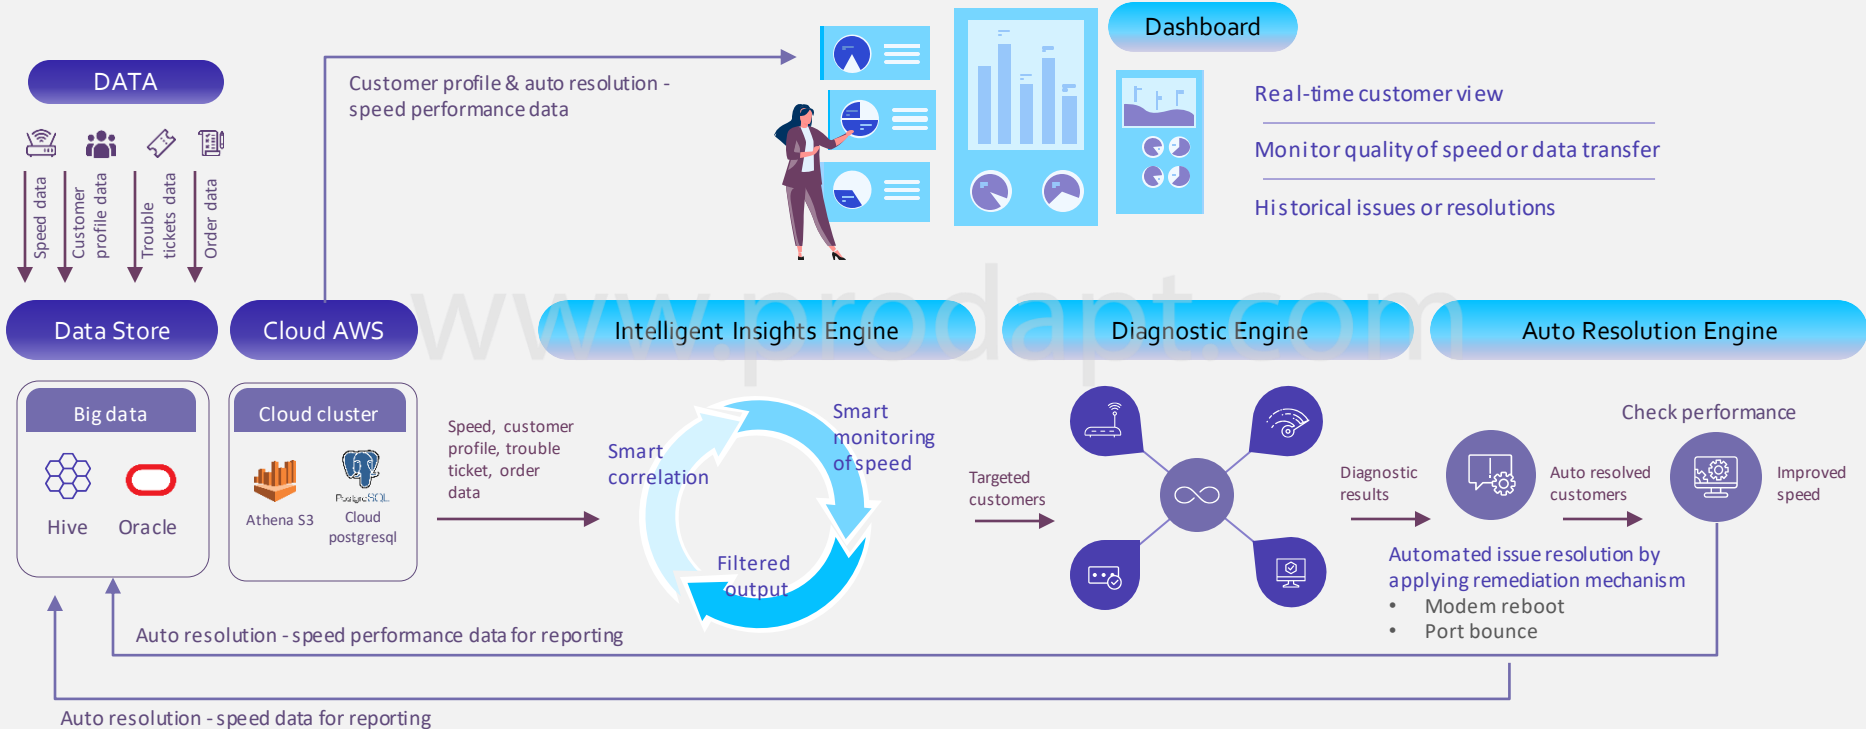 Dashboard
DATA
Customer profile & auto resolution -
speed performance data
Real-time customer view
Monitor quality of speed or data transfer
Historical issues or resolutions
Speed data
Customer
profile data
Trouble
tickets data
Order data
www.prodapt.com
Data Store
Cloud AWS
Intelligent Insights Engine
Diagnostic Engine
Auto Resolution Engine
Big data
Hive
Oracle
Cloud cluster
Athena S3
PostgreSQL
Cloud
postgresql
Speed, customer
profile, trouble
ticket, order
data
Smart
correlation
Smart
monitoring
of speed
Filtered
output
Targeted
customers
Diagnostic
results
Auto resolved
customers
Check performance
Improved
speed
Automated issue resolution by
applying remediation mechanism
• Modem reboot
• Port bounce
Auto resolution - speed performance data for reporting
Auto resolution - speed data for reporting